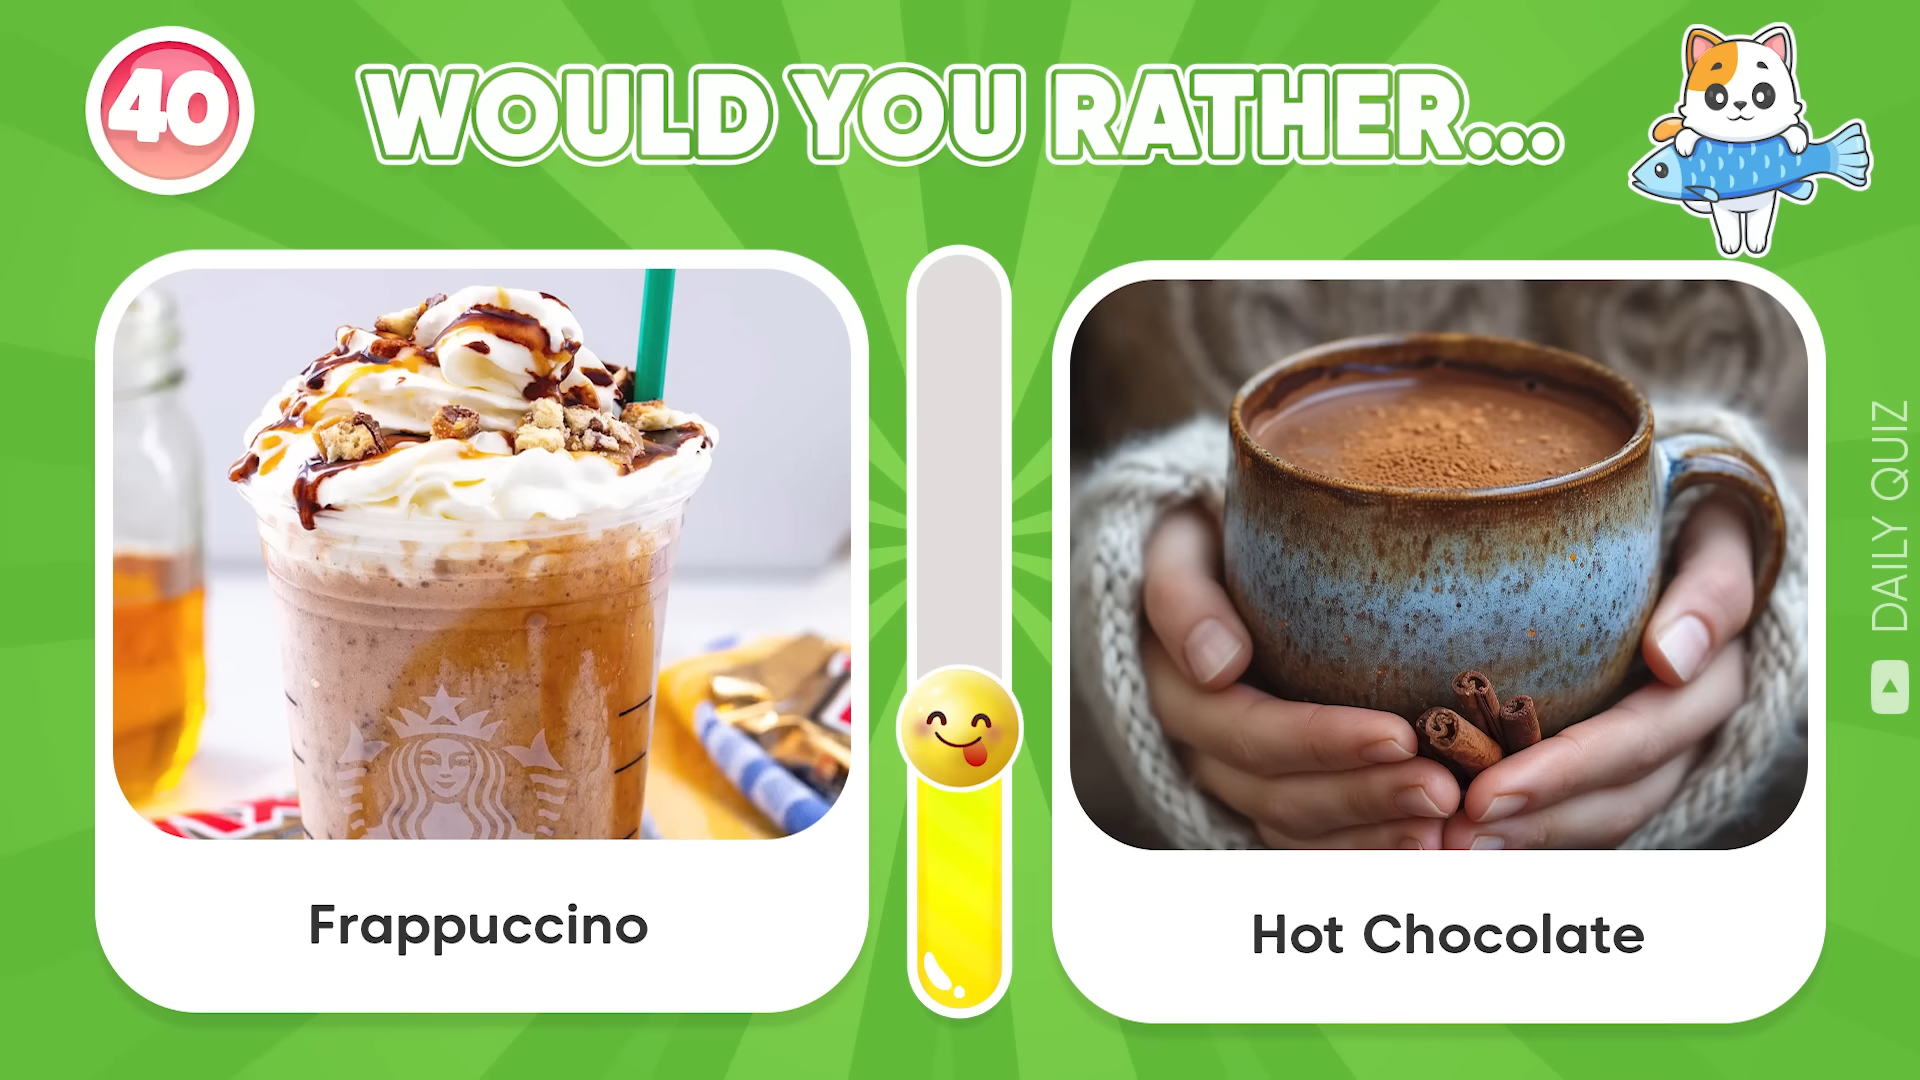 40
WOULD YOU RATHER...
Frappuccino
Hot Chocolate
DAILY QUIZ